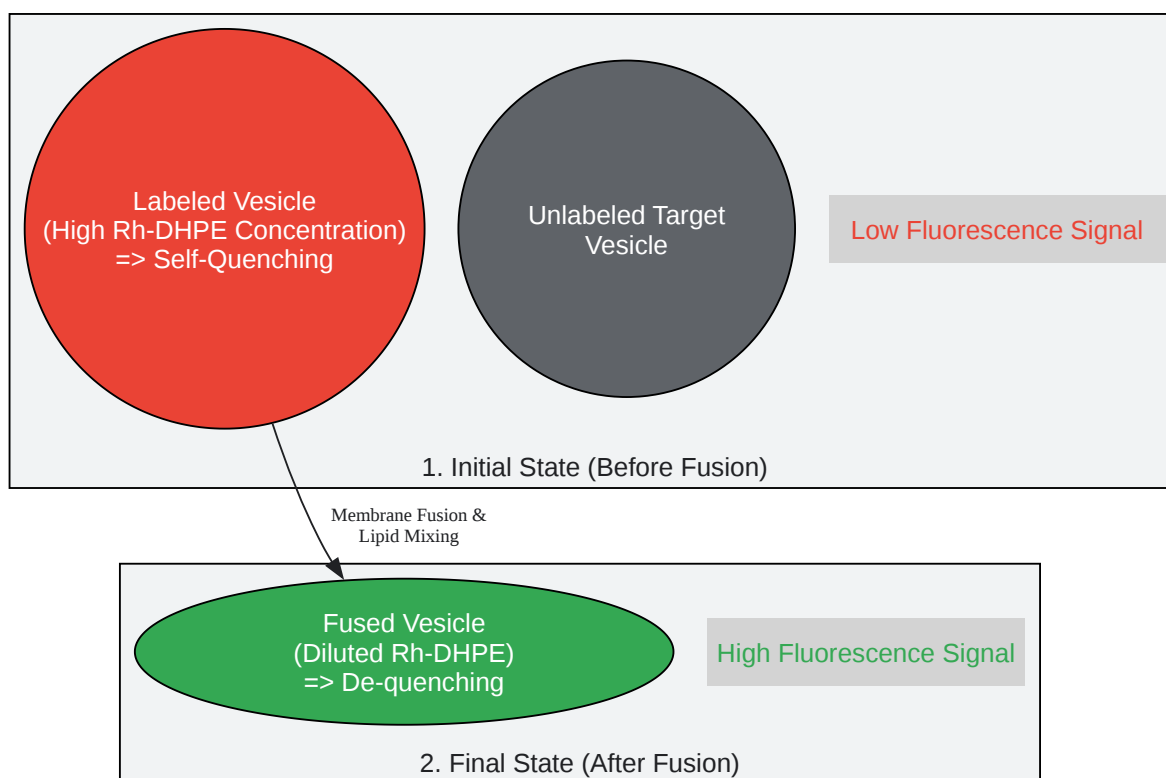 Labeled Vesicle
(High Rh-DHPE Concentration)
=> Self-Quenching
Unlabeled Target
Vesicle
Low Fluorescence Signal
1. Initial State (Before Fusion)
Membrane Fusion &
Lipid Mixing
Fused Vesicle
(Diluted Rh-DHPE)
=> De-quenching
High Fluorescence Signal
2. Final State (After Fusion)